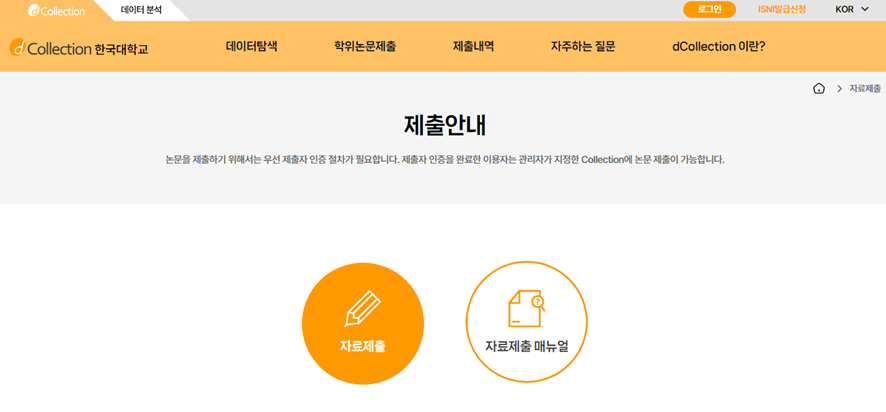 dCollection
데이터 분석
로그인
ISNI발급신청
KOR
dCollection 한국대학교
데이터탐색
학위논문제출
제출내역
자주하는 질문
dCollection 이란?
자료제출
제출안내
논문을 제출하기 위해서는 우선 제출자 인증 절차가 필요합니다. 제출자 인증을 완료한 이용자는 관리자가 지정한 Collection에 논문 제출이 가능합니다.
자료제출
자료제출 매뉴얼